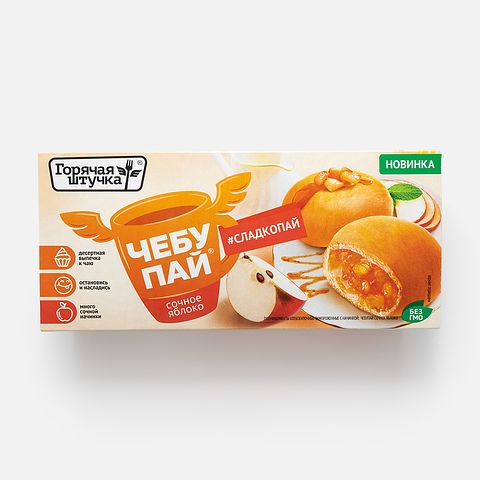 Горячая
штучка®
НОВИНКА
ЧЕБУ
ПАЙ®
#СЛАДКОПАЙ
сочное
яблоко
десертная
выпечка
к чаю
остановись
и насладись
много
сочной
начинки
БЕЗ
ГМО